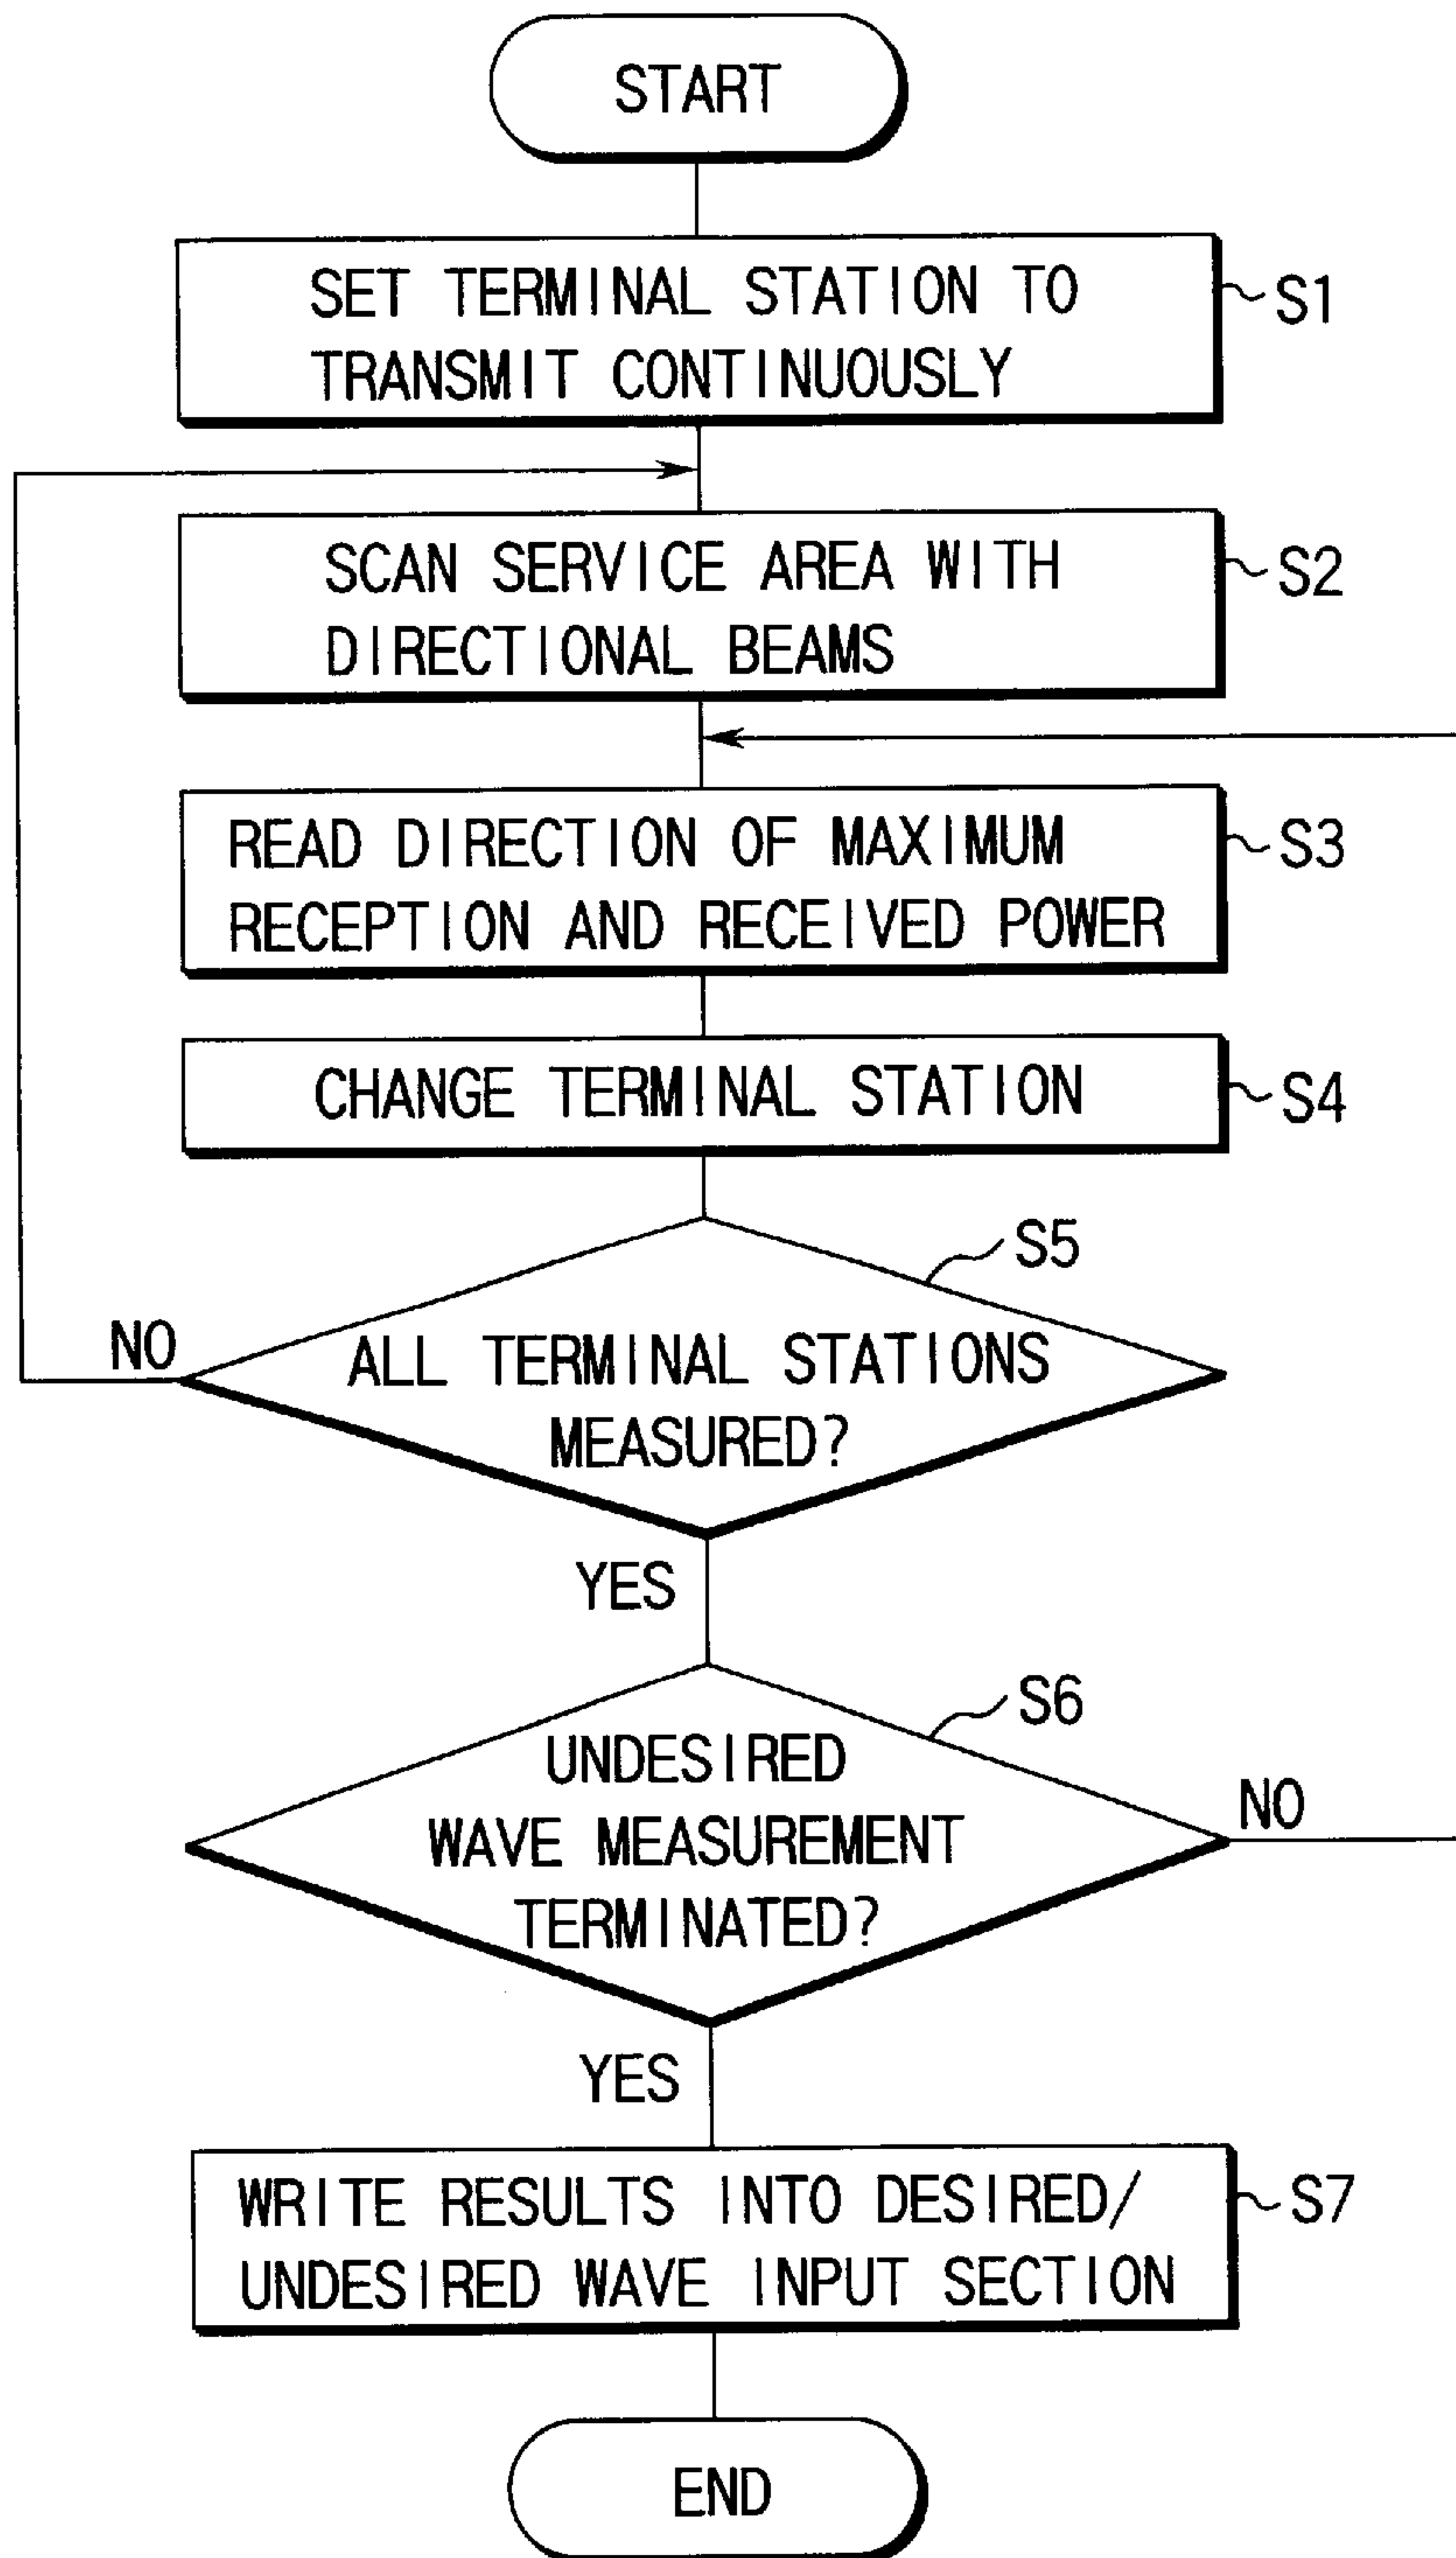 START
SET TERMINAL STATION TO
TRANSMIT CONTINUOUSLY
S1
SCAN SERVICE AREA WITH
DIRECTIONAL BEAMS
S2
READ DIRECTION OF MAXIMUM
RECEPTION AND RECEIVED POWER
S3
CHANGE TERMINAL STATION
S4
S5
NO
ALL TERMINAL STATIONS
MEASURED?
YES
S6
UNDESIRED
WAVE MEASUREMENT
TERMINATED?
NO
YES
WRITE RESULTS INTO DESIRED/
UNDESIRED WAVE INPUT SECTION
S7
END